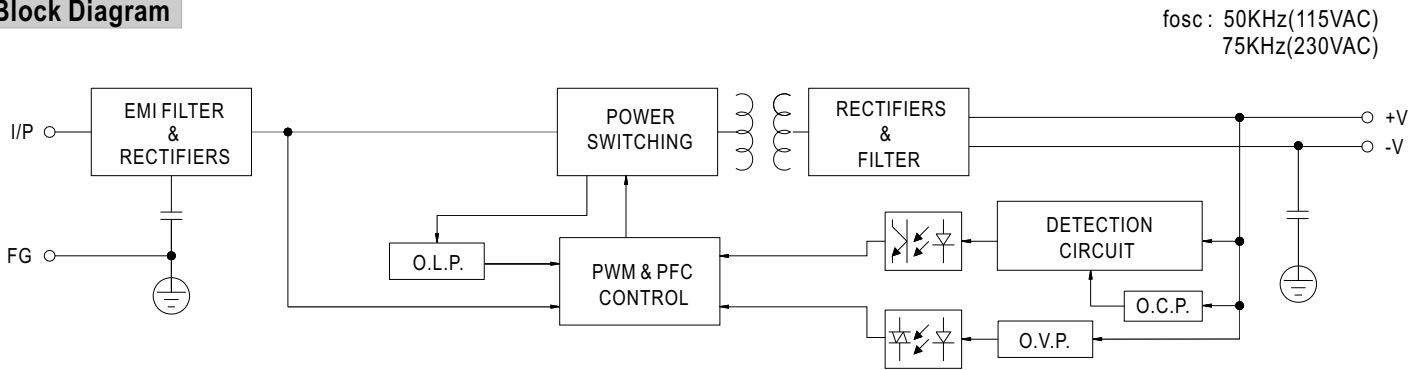 Block Diagram
fosc : 50KHz(115VAC)
75KHz(230VAC)
I/P
EMI FILTER
&
RECTIFIERS
POWER
SWITCHING
RECTIFIERS
&
FILTER
+V
-V
FG
O.L.P.
PWM & PFC
CONTROL
DETECTION
CIRCUIT
O.C.P.
O.V.P.